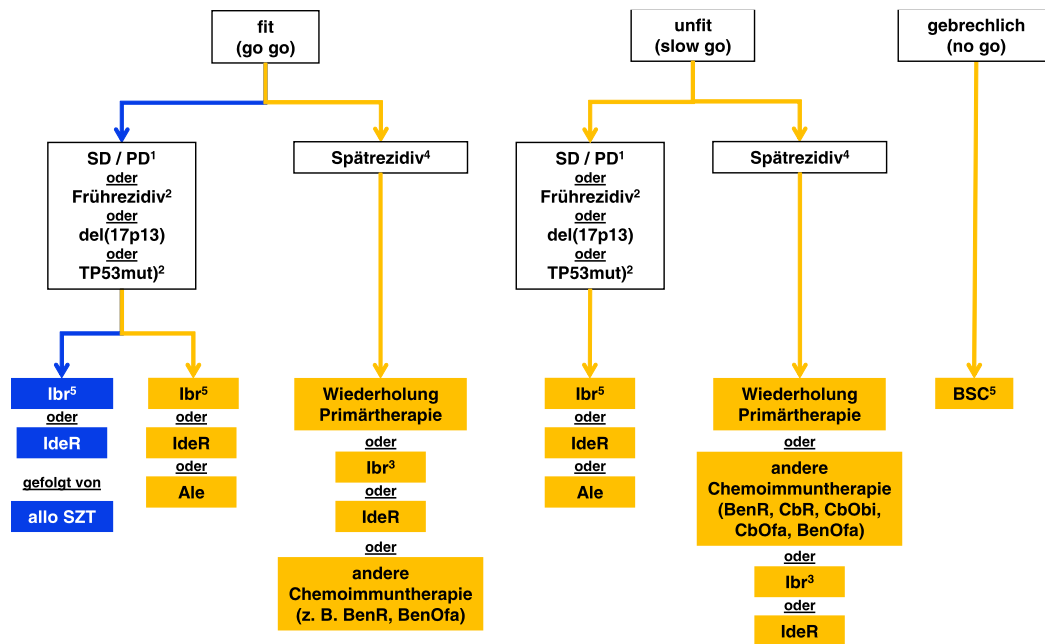 fit
(go go)
unfit
(slow go)
gebrechlich
(no go)
SD / PD¹
oder
Frührezidiv²
oder
del(17p13)
oder
TP53mut)²
Spätrezidiv⁴
SD / PD¹
oder
Frührezidiv²
oder
del(17p13)
oder
TP53mut)²
Spätrezidiv⁴
Ibr⁵
oder
IdeR
gefolgt von
allo SZT
Ibr⁵
oder
IdeR
oder
Ale
Wiederholung
Primärtherapie
oder
Ibr³
oder
IdeR
oder
andere
Chemoimmuntherapie
(z. B. BenR, BenOfa)
Ibr⁵
oder
IdeR
oder
Ale
Wiederholung
Primärtherapie
oder
andere
Chemoimmuntherapie
(BenR, CbR, CbObi,
CbOfa, BenOfa)
oder
Ibr³
oder
IdeR
BSC⁵